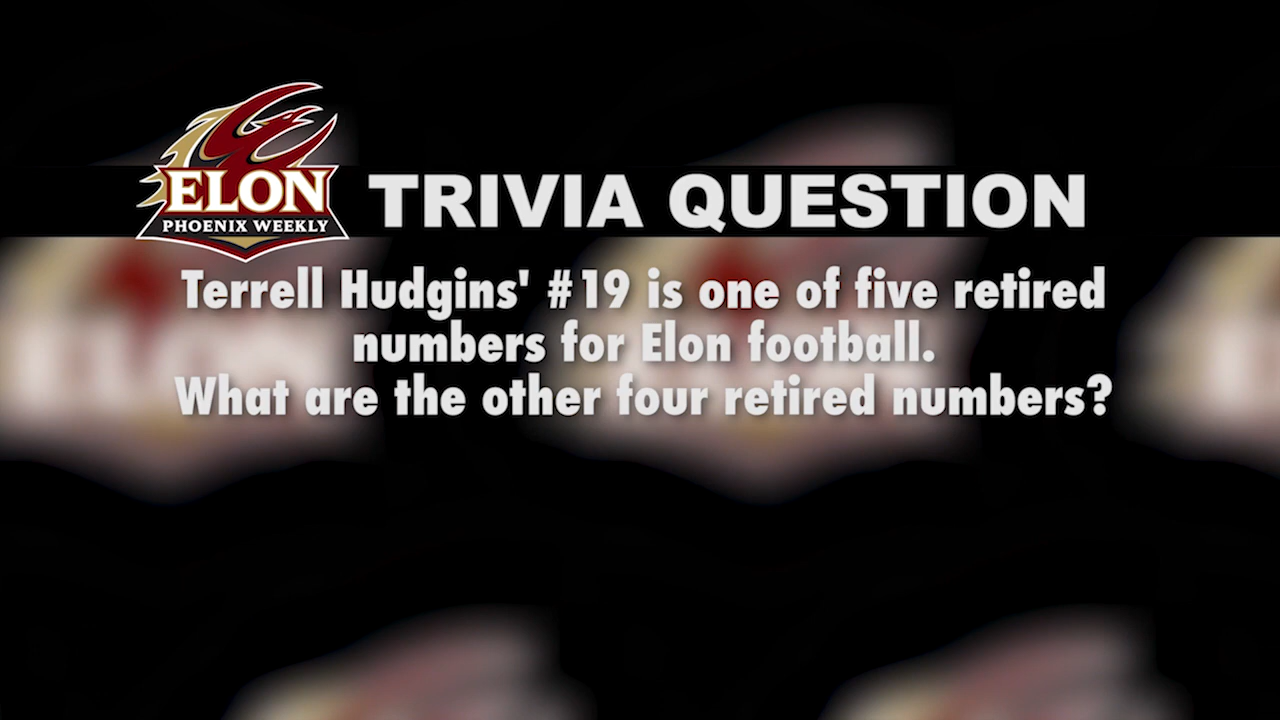 ELON
PHOENIX WEEKLY
TRIVIA QUESTION
Terrell Hudgins' #19 is one of five retired
numbers for Elon football.
What are the other four retired numbers?